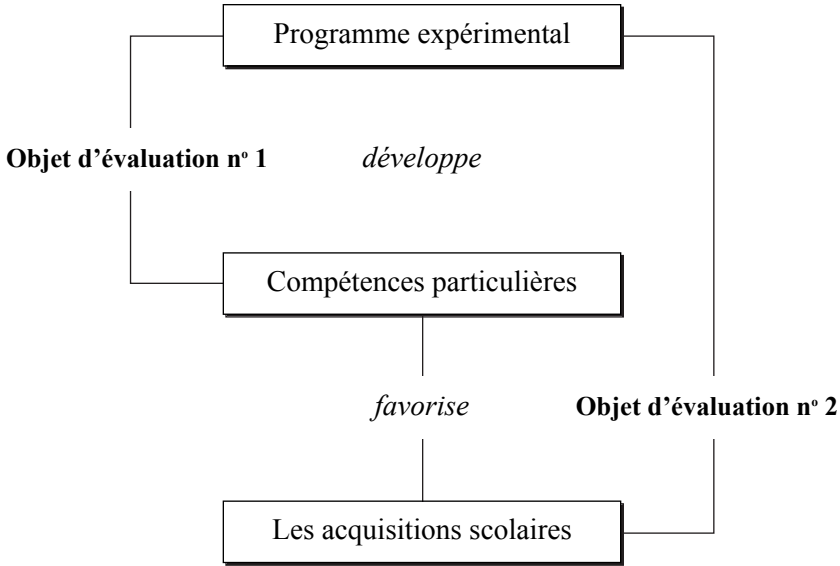 Programme expérimental
Objet d’évaluation nº 1
développe
Compétences particulières
favorise
Objet d’évaluation nº 2
Les acquisitions scolaires